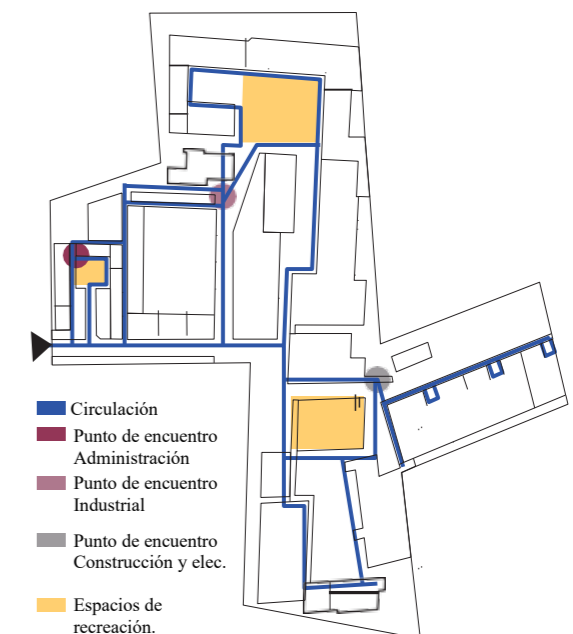 Circulación
Punto de encuentro
Administración
Punto de encuentro
Industrial
Punto de encuentro
Construcción y elec.
Espacios de
recreación.